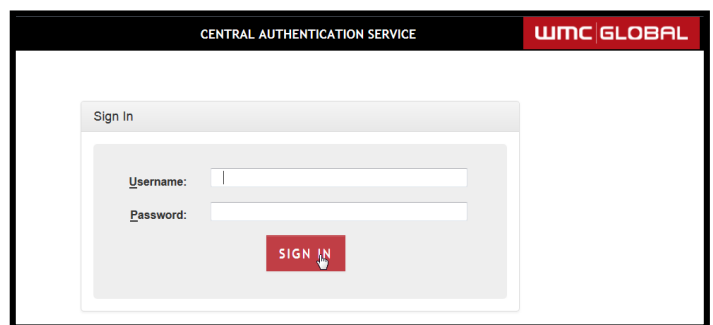 CENTRAL AUTHENTICATION SERVICE
WMC GLOBAL
Sign In
Username:
Password:
SIGN IN